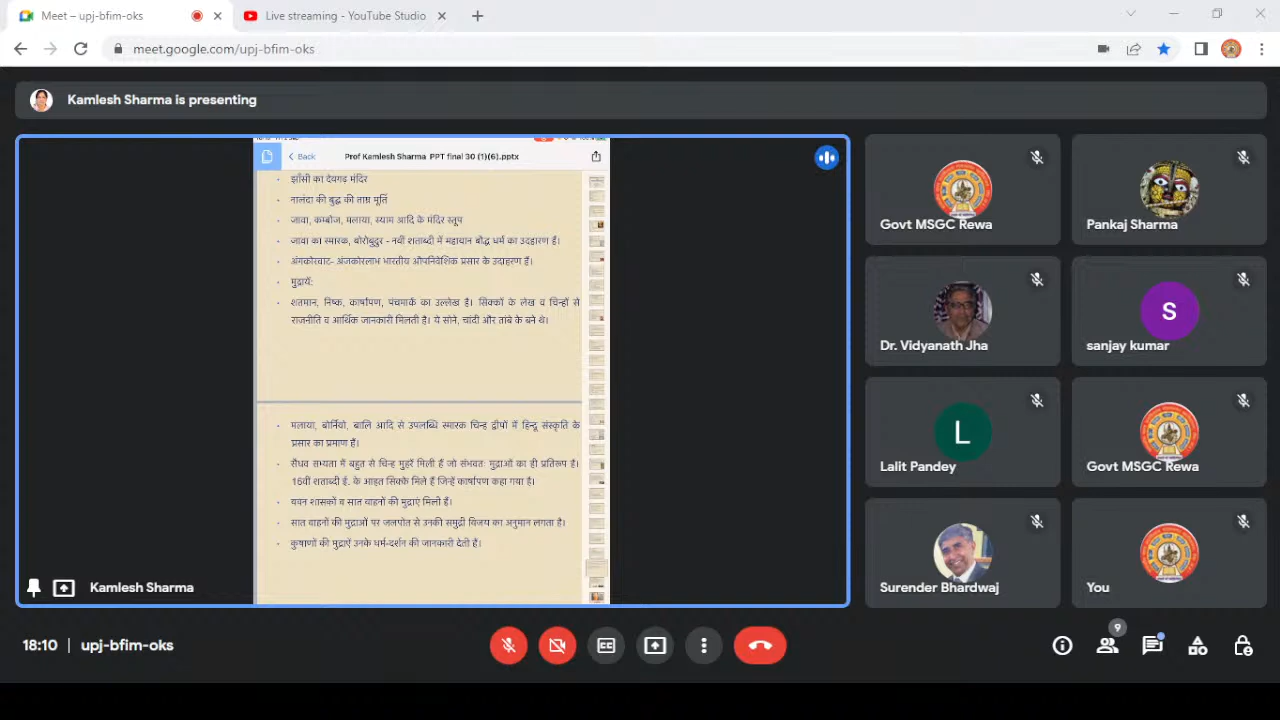 Meet – upj-bfim-oks
Live streaming - YouTube Studio
meet.google.com/upj-bfim-oks
Kamlesh Sharma is presenting
Back
Prof Kamlesh Sharma PPT final 30 (1)(6).pptx
झाँसी का देवगढ मंदिर
नालंदा की बुद्ध की ताम्र मूर्ति
जावा, कम्बोज, मलाया, स्याम आदि के मंदिर स्तूप
जावा का स्मारक, बोरोबुदुर - नवीं शताब्दी में महायान बौद्ध धर्म का उदहारण हैं।
अंगकोरवाट, अंजकोरलाभ भारतीय औपनिवेशिक प्रसार के उदाहरण हैं।
मुद्रायें:
शतमान, निष्क, कार्षापण, पंचमार्क का उल्लेख है। सिक्कों के लेख व चिन्हों से
राजनीति व आर्थिक जानकारी मिलती है। ये सोने, चांदी और तांबे के बने थे।
मलाया, स्याम, बालि आदि से उपलब्धि स्मारक चिन्हों में हिन्दू संस्कृति के
प्रसार का प्रमाण हैं।
सैंधव सभ्यता में बहुत से चिन्ह मुहरें मिली हैं जो संभवतः मुद्राओं का ही प्रतिरूप है।
16वीं शताब्दी ई. के आहत सिक्के मिले हैं जिन्हें कार्षापण कहा गया है।
यवन शासकों, सात वाहनों की मुद्राएं मिली हैं।
सात वाहनों की मुद्राओं पर जलपोत से उनकी समुद्री विजय का अनुमान लगता है।
कुषाणों की मुद्राएँ उनके धर्म-दर्शन की जानकारी देती हैं।
Kamlesh Sharma
Govt MSGC Rewa
Pankaj Sharma
Dr. Vidyanath Jha
S
sanjay kumar
L
Lalit Pandey
Govt MSGC Rewa
Surender Bhardwaj
You
18:10 | upj-bfim-oks
CC
9